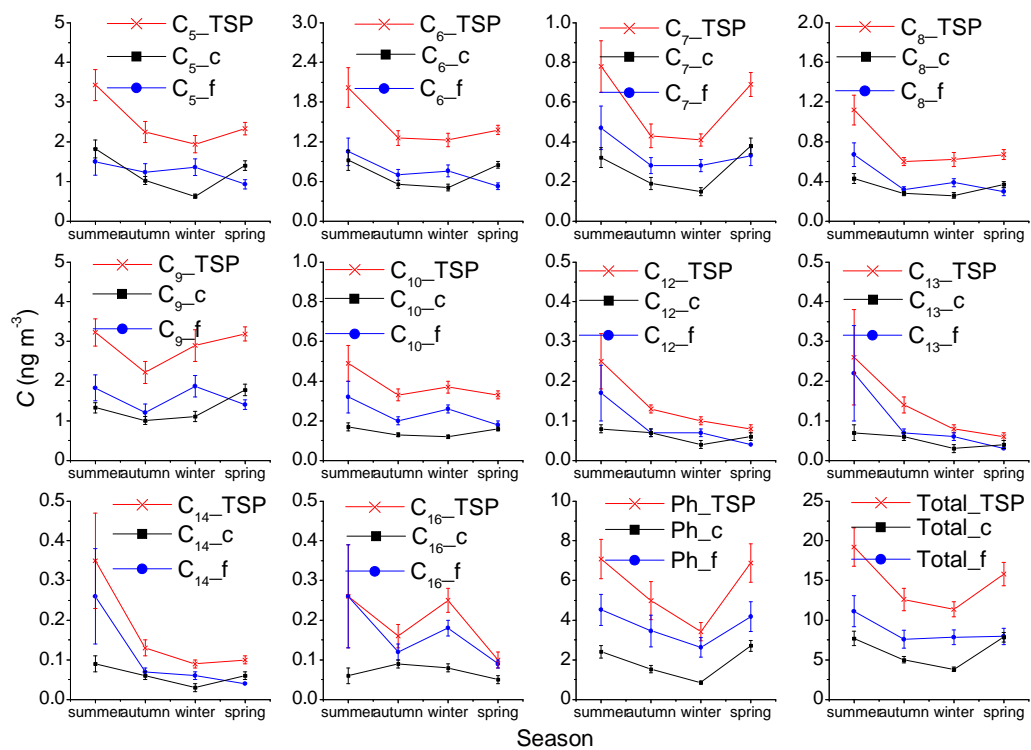 5 C5_TSP
4 C5_c
3 C5_f
2
1
0
summer autumn winter spring
3.0 C6_TSP
2.4 C6_c
1.8 C6_f
1.2
0.6
0.0
summer autumn winter spring
1.0 C7_TSP
0.8 C7_c
0.6 C7_f
0.4
0.2
0.0
summer autumn winter spring
2.0 C8_TSP
1.6 C8_c
1.2 C8_f
0.8
0.4
0.0
summer autumn winter spring
C (ng m-3)
5 C9_TSP
4 C9_c
3 C9_f
2
1
0
summer autumn winter spring
1.0 C10_TSP
0.8 C10_c
0.6 C10_f
0.4
0.2
0.0
summer autumn winter spring
0.5 C12_TSP
0.4 C12_c
0.3 C12_f
0.2
0.1
0.0
summer autumn winter spring
0.5 C13_TSP
0.4 C13_c
0.3 C13_f
0.2
0.1
0.0
summer autumn winter spring
0.5 C14_TSP
0.4 C14_c
0.3 C14_f
0.2
0.1
0.0
summer autumn winter spring
0.5 C16_TSP
0.4 C16_c
0.3 C16_f
0.2
0.1
0.0
summer autumn winter spring
10 Ph_TSP
8 Ph_c
6 Ph_f
4
2
0
summer autumn winter spring
25 Total_TSP
20 Total_c
15 Total_f
10
5
0
summer autumn winter spring
Season